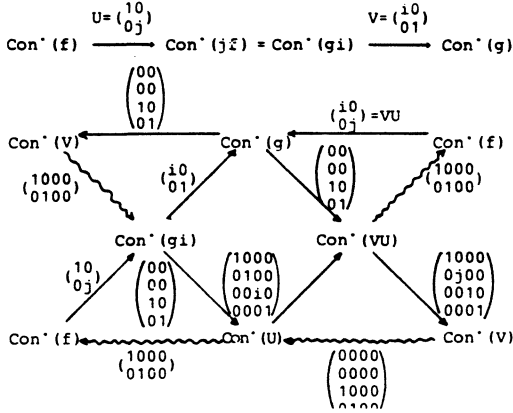 U=(10 0j) V=(i0 01)
Con˙(f) Con˙(jf) = Con˙(gi) Con˙(g)
(00 00 10 01)
(i0 0j)=VU
Con˙(V) Con˙(g) Con˙(f)
(1000 0100) (i0 01) (00 00 10 01) (1000 0100)
Con˙(gi) Con˙(VU)
(10 0j) (00 00 10 01) (1000 0100 00i0 0001) (1000 0j00 0010 0001)
Con˙(f) Con˙(U) Con˙(V)
(1000 0100) (0000 0000 1000 0100)